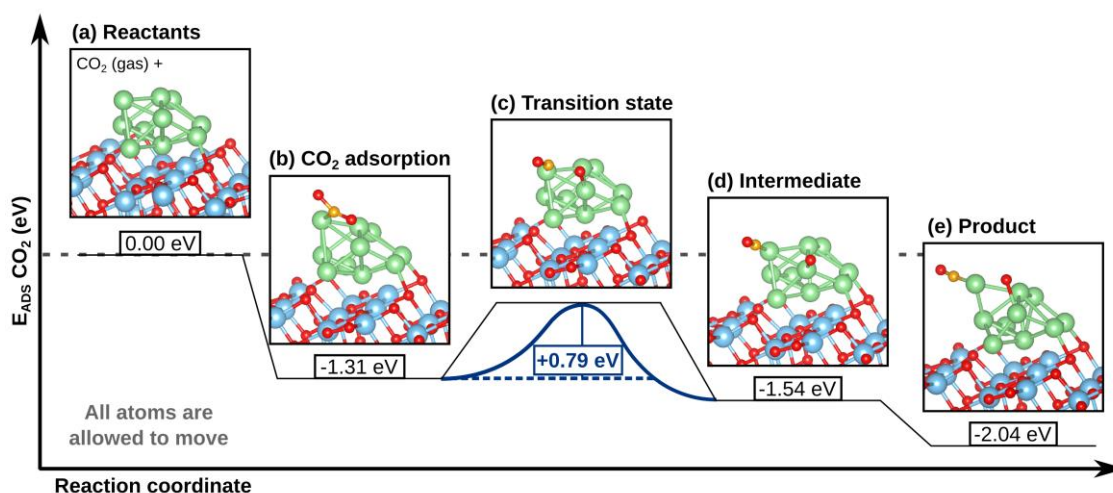 (a) Reactants
CO₂ (gas) +
0.00 eV
(b) CO₂ adsorption
-1.31 eV
(c) Transition state
+0.79 eV
(d) Intermediate
-1.54 eV
(e) Product
-2.04 eV
E_ADS CO₂ (eV)
All atoms are
allowed to move
Reaction coordinate